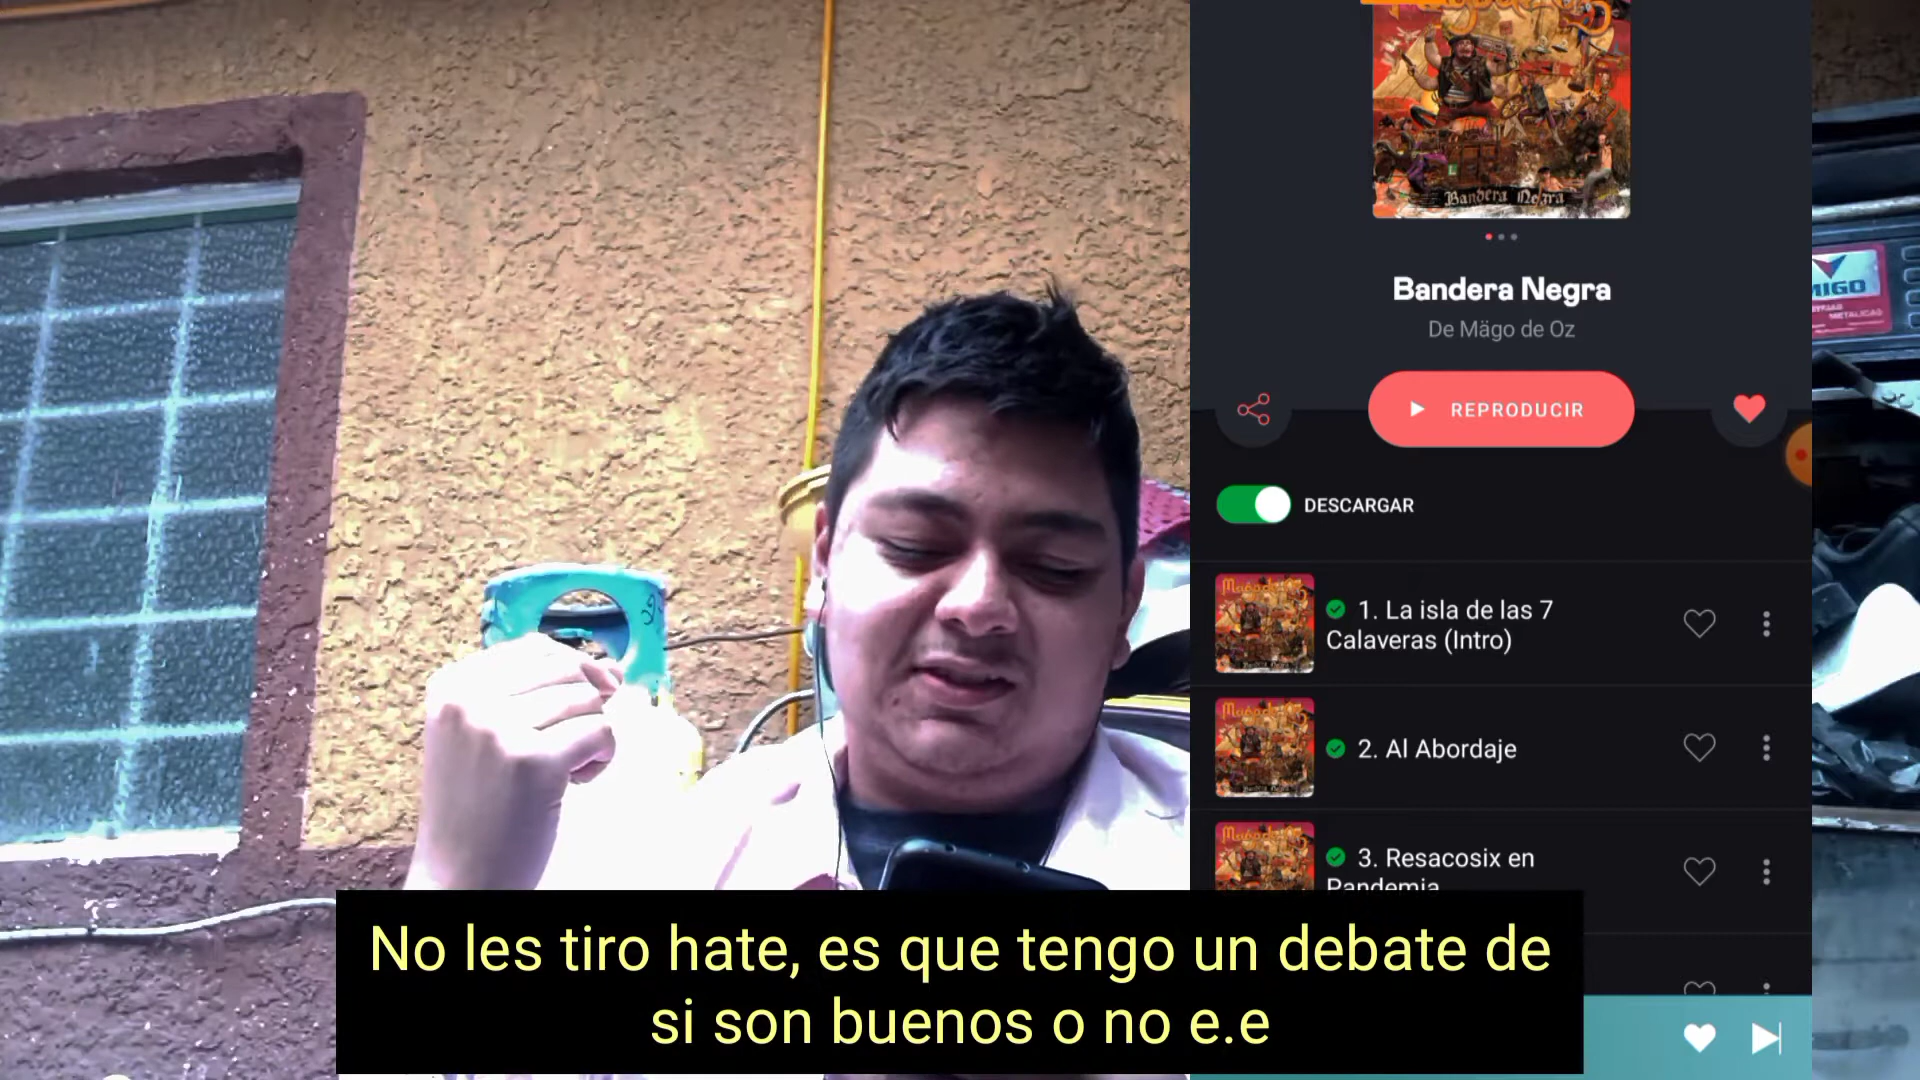 Bandera Negra
Bandera Negra
De Mägo de Oz
REPRODUCIR
DESCARGAR
1. La isla de las 7
Calaveras (Intro)
2. Al Abordaje
3. Resacosix en
Pandemia
MIGO
METALICAS
No les tiro hate, es que tengo un debate de
si son buenos o no e.e